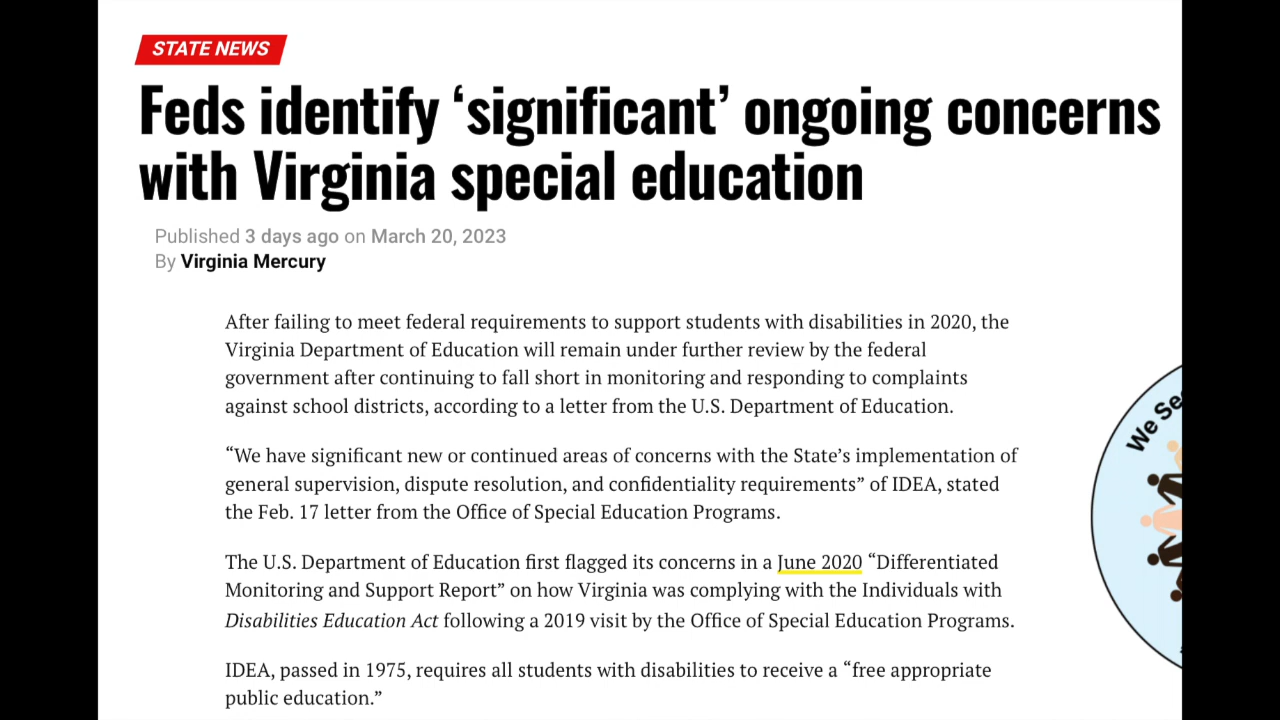 STATE NEWS
Feds identify ‘significant’ ongoing concerns
with Virginia special education
Published 3 days ago on March 20, 2023
By Virginia Mercury
After failing to meet federal requirements to support students with disabilities in 2020, the
Virginia Department of Education will remain under further review by the federal
government after continuing to fall short in monitoring and responding to complaints
against school districts, according to a letter from the U.S. Department of Education.
“We have significant new or continued areas of concerns with the State’s implementation of
general supervision, dispute resolution, and confidentiality requirements” of IDEA, stated
the Feb. 17 letter from the Office of Special Education Programs.
The U.S. Department of Education first flagged its concerns in a June 2020 “Differentiated
Monitoring and Support Report” on how Virginia was complying with the Individuals with
Disabilities Education Act following a 2019 visit by the Office of Special Education Programs.
IDEA, passed in 1975, requires all students with disabilities to receive a “free appropriate
public education.”
We